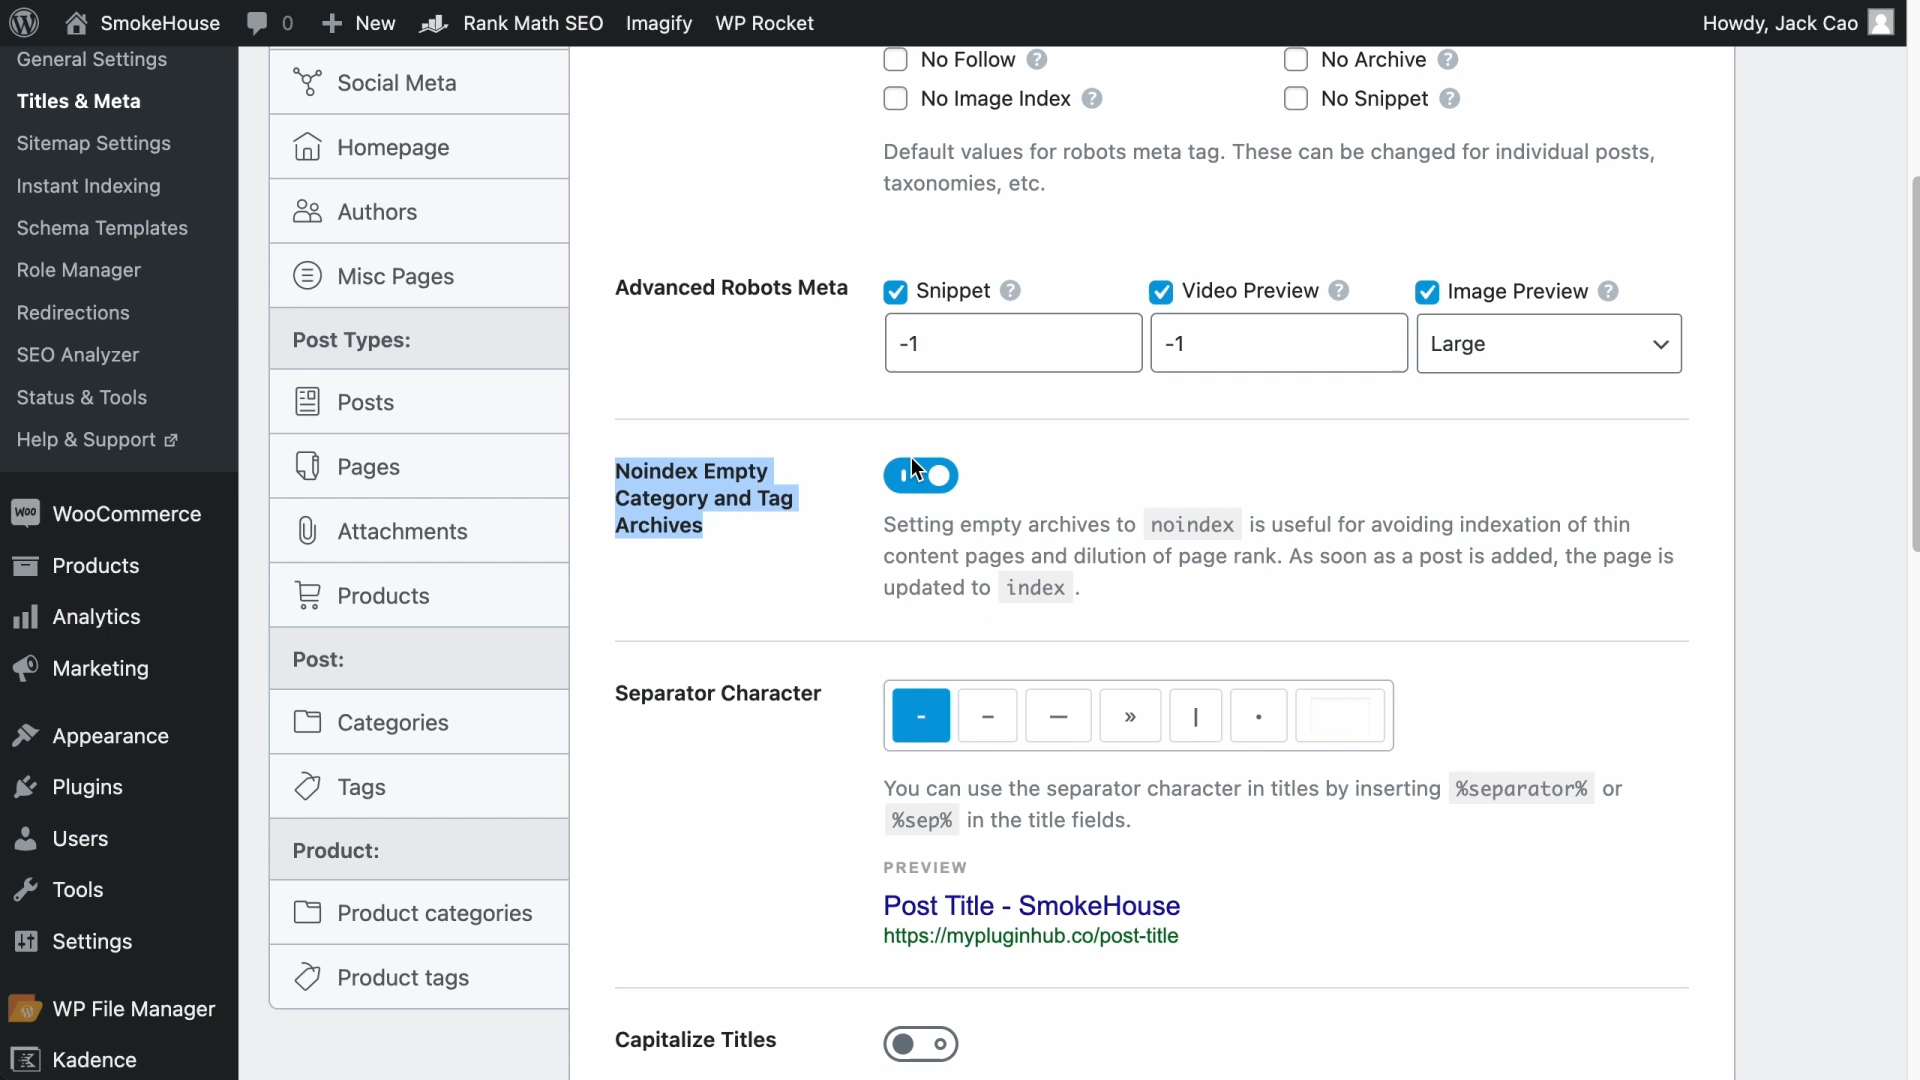 SmokeHouse 0 New Rank Math SEO Imagify WP Rocket Howdy, Jack Cao
General Settings
Titles & Meta
Sitemap Settings
Instant Indexing
Schema Templates
Role Manager
Redirections
SEO Analyzer
Status & Tools
Help & Support
WooCommerce
Products
Analytics
Marketing
Appearance
Plugins
Users
Tools
Settings
WP File Manager
Kadence
Social Meta
Homepage
Authors
Misc Pages
Post Types:
Posts
Pages
Attachments
Products
Post:
Categories
Tags
Product:
Product categories
Product tags
No Follow ? No Archive ?
No Image Index ? No Snippet ?
Default values for robots meta tag. These can be changed for individual posts,
taxonomies, etc.
Advanced Robots Meta
Snippet ? Video Preview ? Image Preview ?
-1 -1 Large
Noindex Empty
Category and Tag
Archives
Setting empty archives to noindex is useful for avoiding indexation of thin
content pages and dilution of page rank. As soon as a post is added, the page is
updated to index .
Separator Character
- – — » | •
You can use the separator character in titles by inserting %separator% or
%sep% in the title fields.
PREVIEW
Post Title - SmokeHouse
https://mypluginhub.co/post-title
Capitalize Titles